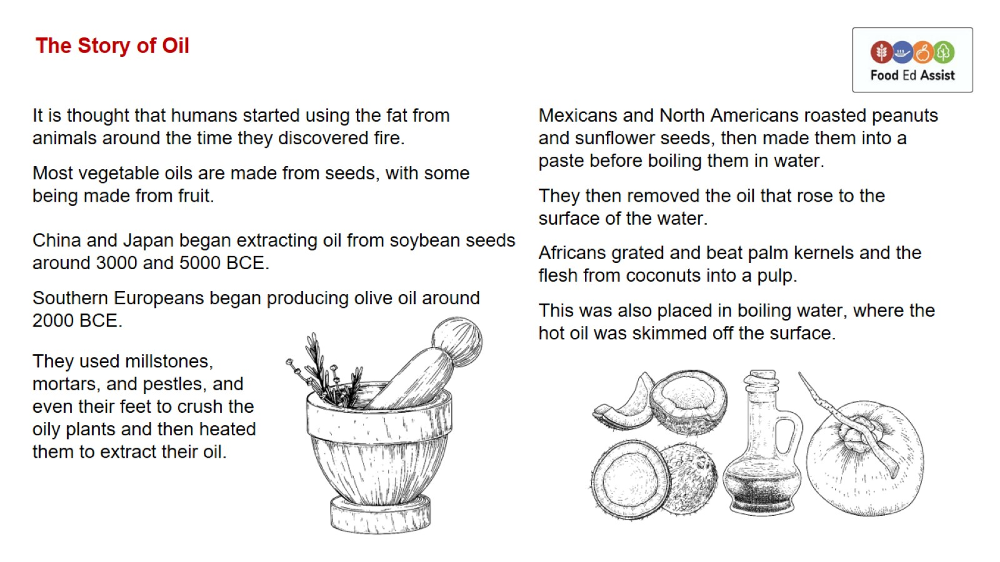 The Story of Oil
Food Ed Assist
It is thought that humans started using the fat from
animals around the time they discovered fire.
Most vegetable oils are made from seeds, with some
being made from fruit.
China and Japan began extracting oil from soybean seeds
around 3000 and 5000 BCE.
Southern Europeans began producing olive oil around
2000 BCE.
They used millstones,
mortars, and pestles, and
even their feet to crush the
oily plants and then heated
them to extract their oil.
Mexicans and North Americans roasted peanuts
and sunflower seeds, then made them into a
paste before boiling them in water.
They then removed the oil that rose to the
surface of the water.
Africans grated and beat palm kernels and the
flesh from coconuts into a pulp.
This was also placed in boiling water, where the
hot oil was skimmed off the surface.